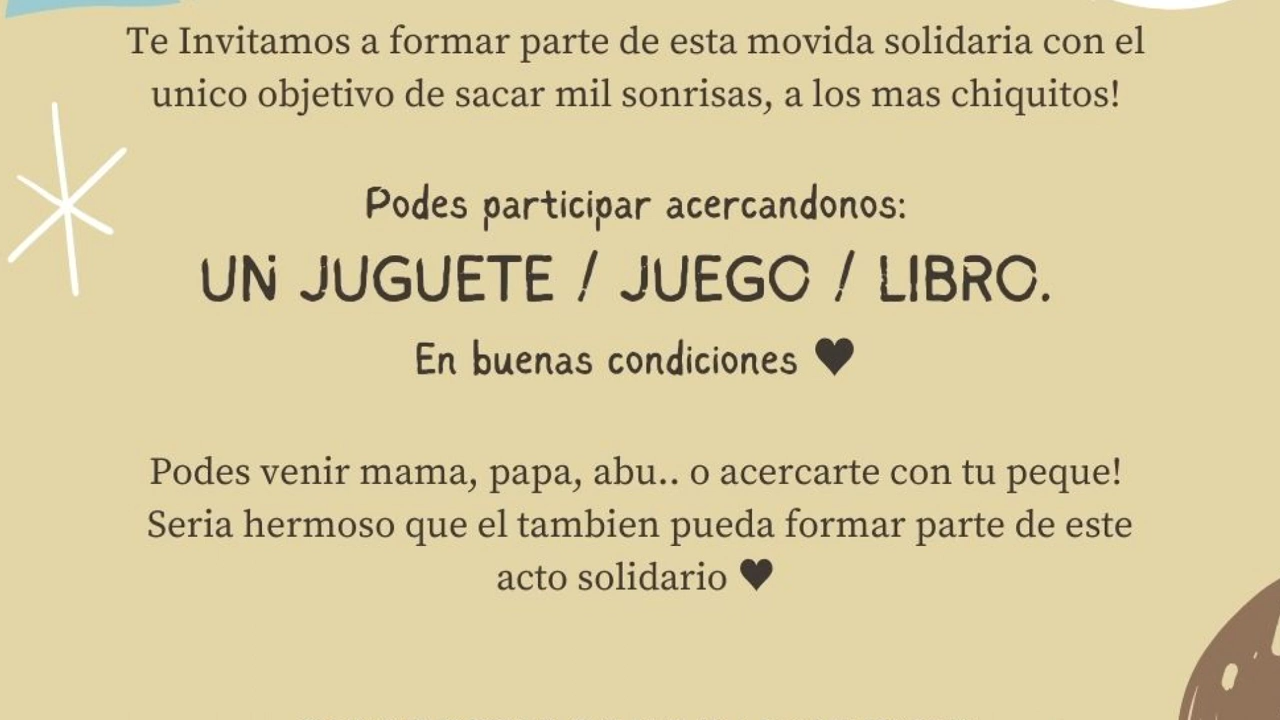 Te Invitamos a formar parte de esta movida solidaria con el
unico objetivo de sacar mil sonrisas, a los mas chiquitos!
Podes participar acercandonos:
UN JUGUETE / JUEGO / LIBRO.
En buenas condiciones ♥
Podes venir mama, papa, abu.. o acercarte con tu peque!
Seria hermoso que el tambien pueda formar parte de este
acto solidario ♥